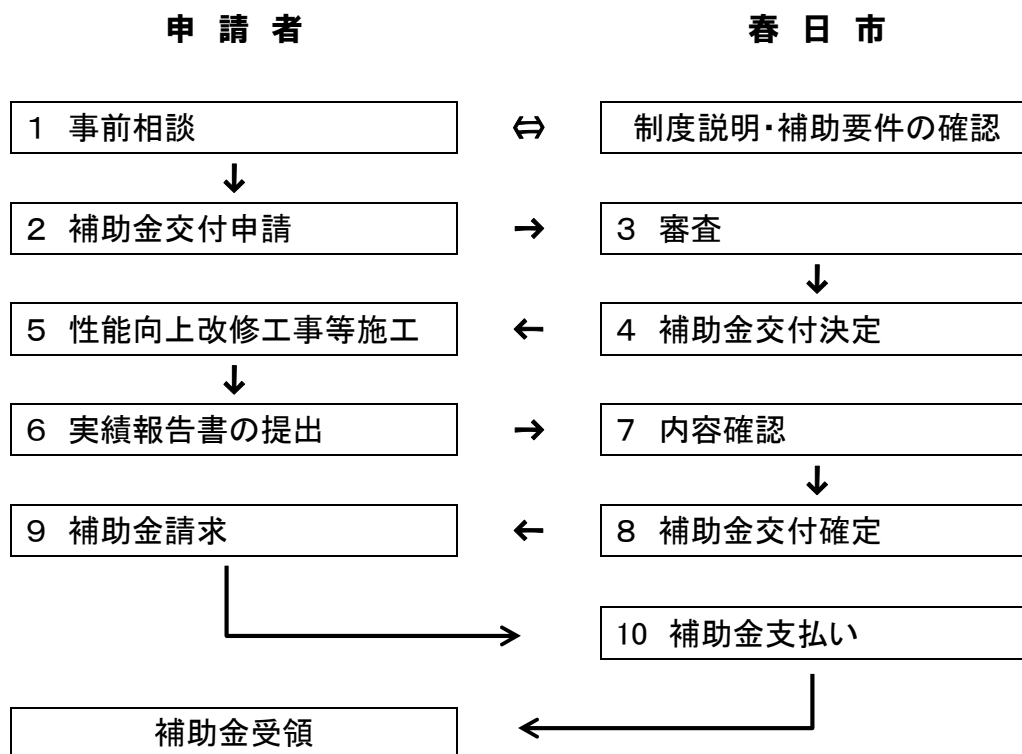 申 請 者
春 日 市
1 事前相談
⇔
制度説明・補助要件の確認
↓
2 補助金交付申請
→
3 審査
↓
5 性能向上改修工事等施工
←
4 補助金交付決定
↓
6 実績報告書の提出
→
7 内容確認
↓
9 補助金請求
←
8 補助金交付確定
10 補助金支払い
補助金受領